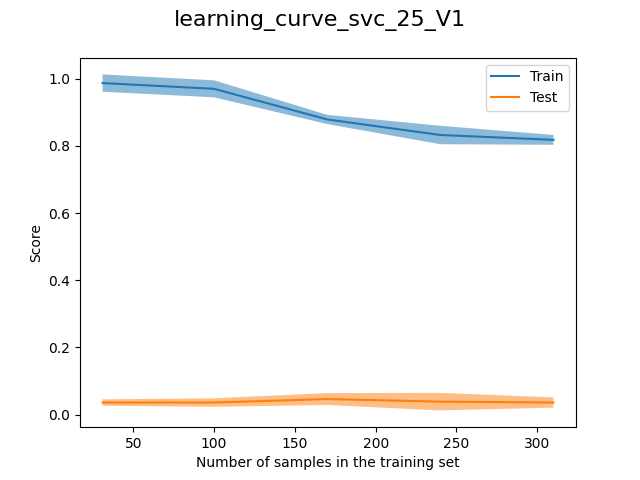 learning_curve_svc_25_V1
Train
Test
1.0
0.8
0.6
0.4
0.2
0.0
Score
50
100
150
200
250
300
Number of samples in the training set